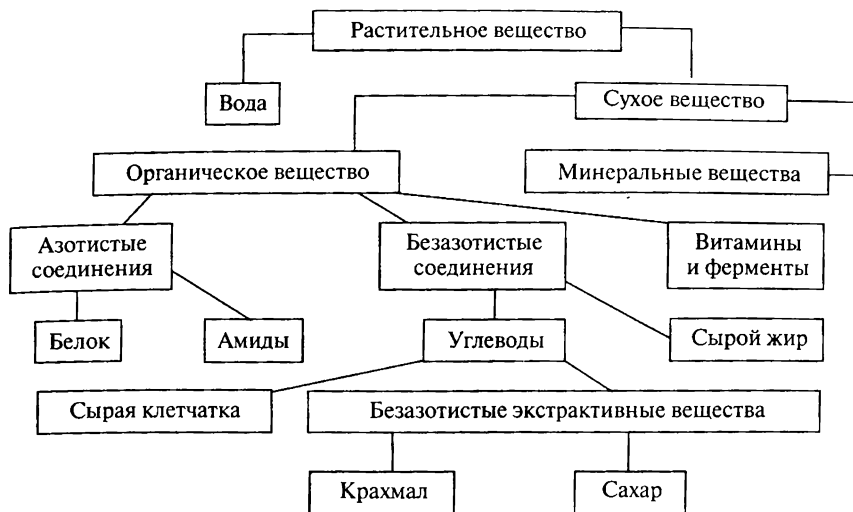 Растительное вещество
Вода
Сухое вещество
Органическое вещество
Минеральные вещества
Азотистые
соединения
Безазотистые
соединения
Витамины
и ферменты
Белок
Амиды
Углеводы
Сырой жир
Сырая клетчатка
Безазотистые экстрактивные вещества
Крахмал
Сахар